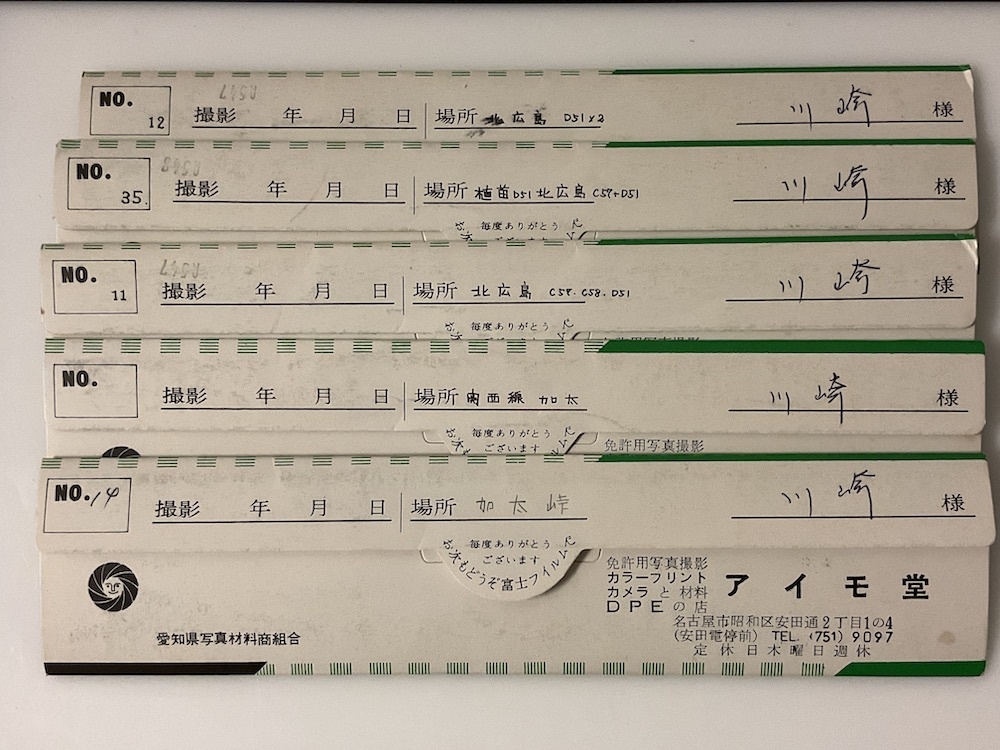 NO. 12 撮影 年 月 日 場所 北広島 D51×2 川崎 様
NO. 35. 撮影 年 月 日 場所 植苗D51 北広島 C57+D51 川崎 様
毎度ありがとう
NO. 11 撮影 年 月 日 場所 北広島 C57. C58. D51 川崎 様
毎度ありがとう
NO. 撮影 年 月 日 場所 関西線 加太 川崎 様
毎度ありがとう
ございます
免許用写真撮影
NO. 14 撮影 年 月 日 場所 加太峠 川崎 様
毎度ありがとう
ございます
お次もどうぞ富士フイルムで
免許用写真撮影
カラープリント
カメラと材料
DPEの店
アイモ堂
名古屋市昭和区安田通2丁目1の4
(安田電停前) TEL. (751) 9097
定休日木曜日週休
愛知県写真材料商組合